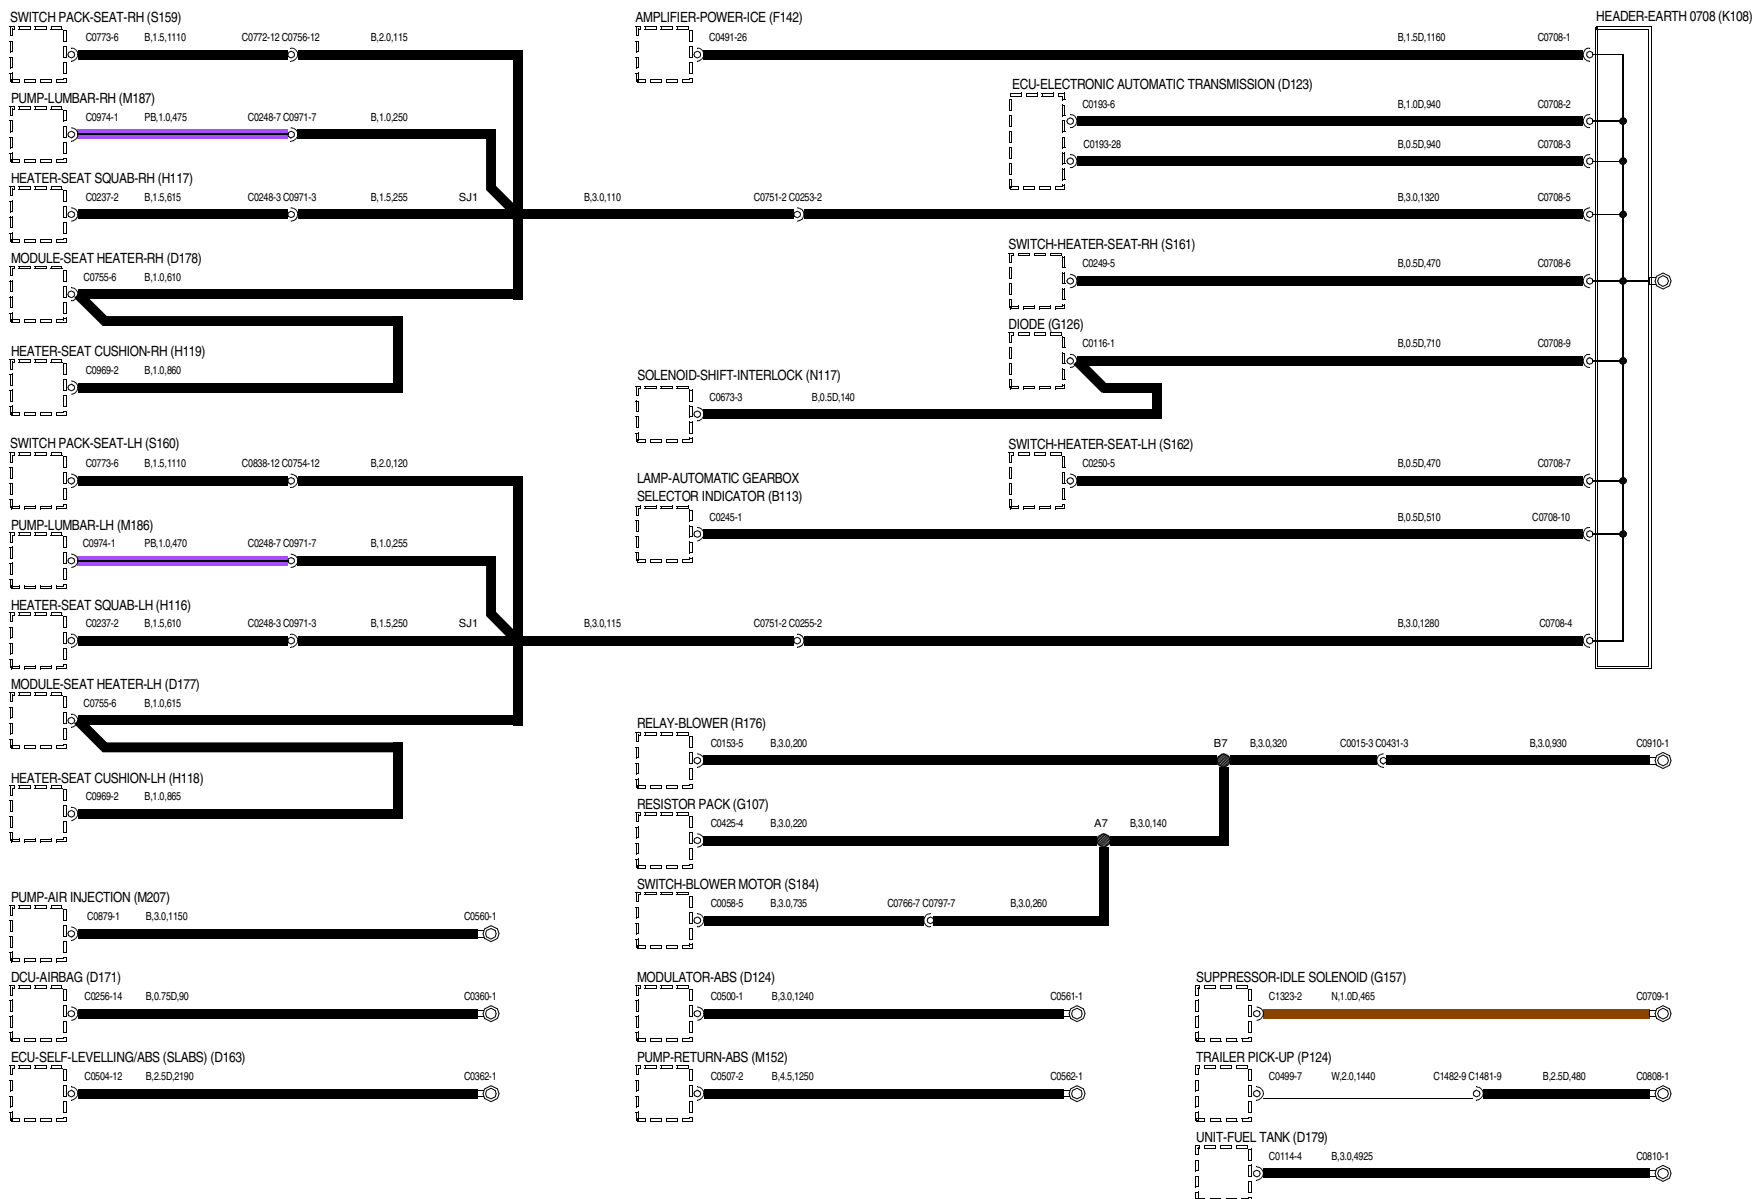 SWITCH PACK-SEAT-RH (S159)
C0773-6 B,1.5,1110 C0772-12 C0756-12 B,2.0,115
PUMP-LUMBAR-RH (M187)
C0974-1 PB,1.0,475 C0248-7 C0971-7 B,1.0,250
HEATER-SEAT SQUAB-RH (H117)
C0237-2 B,1.5,615 C0248-3 C0971-3 B,1.5,255 SJ1 B,3.0,110 C0751-2 C0253-2 B,3.0,1320 C0708-5
MODULE-SEAT HEATER-RH (D178)
C0755-6 B,1.0,610
HEATER-SEAT CUSHION-RH (H119)
C0969-2 B,1.0,860
SWITCH PACK-SEAT-LH (S160)
C0773-6 B,1.5,1110 C0838-12 C0754-12 B,2.0,120
PUMP-LUMBAR-LH (M186)
C0974-1 PB,1.0,470 C0248-7 C0971-7 B,1.0,255
HEATER-SEAT SQUAB-LH (H116)
C0237-2 B,1.5,610 C0248-3 C0971-3 B,1.5,250 SJ1 B,3.0,115 C0751-2 C0255-2 B,3.0,1280 C0708-4
MODULE-SEAT HEATER-LH (D177)
C0755-6 B,1.0,615
HEATER-SEAT CUSHION-LH (H118)
C0969-2 B,1.0,865
PUMP-AIR INJECTION (M207)
C0879-1 B,3.0,1150 C0560-1
DCU-AIRBAG (D171)
C0256-14 B,0.75D,90 C0360-1
ECU-SELF-LEVELLING/ABS (SLABS) (D163)
C0504-12 B,2.5D,2190 C0362-1
AMPLIFIER-POWER-ICE (F142)
C0491-26 B,1.5D,1160 C0708-1
HEADER-EARTH 0708 (K108)
ECU-ELECTRONIC AUTOMATIC TRANSMISSION (D123)
C0193-6 B,1.0D,940 C0708-2
C0193-28 B,0.5D,940 C0708-3
SWITCH-HEATER-SEAT-RH (S161)
C0249-5 B,0.5D,470 C0708-6
DIODE (G126)
C0116-1 B,0.5D,710 C0708-9
SOLENOID-SHIFT-INTERLOCK (N117)
C0673-3 B,0.5D,140
SWITCH-HEATER-SEAT-LH (S162)
C0250-5 B,0.5D,470 C0708-7
LAMP-AUTOMATIC GEARBOX
SELECTOR INDICATOR (B113)
C0245-1 B,0.5D,510 C0708-10
RELAY-BLOWER (R176)
C0153-5 B,3.0,200 B7 B,3.0,320 C0015-3 C0431-3 B,3.0,930 C0910-1
RESISTOR PACK (G107)
C0425-4 B,3.0,220 A7 B,3.0,140
SWITCH-BLOWER MOTOR (S184)
C0058-5 B,3.0,735 C0766-7 C0797-7 B,3.0,260
MODULATOR-ABS (D124)
C0500-1 B,3.0,1240 C0561-1
PUMP-RETURN-ABS (M152)
C0507-2 B,4.5,1250 C0562-1
SUPPRESSOR-IDLE SOLENOID (G157)
C1323-2 N,1.0D,465 C0709-1
TRAILER PICK-UP (P124)
C0499-7 W,2.0,1440 C1482-9 C1481-9 B,2.5D,480 C0808-1
UNIT-FUEL TANK (D179)
C0114-4 B,3.0,4925 C0810-1